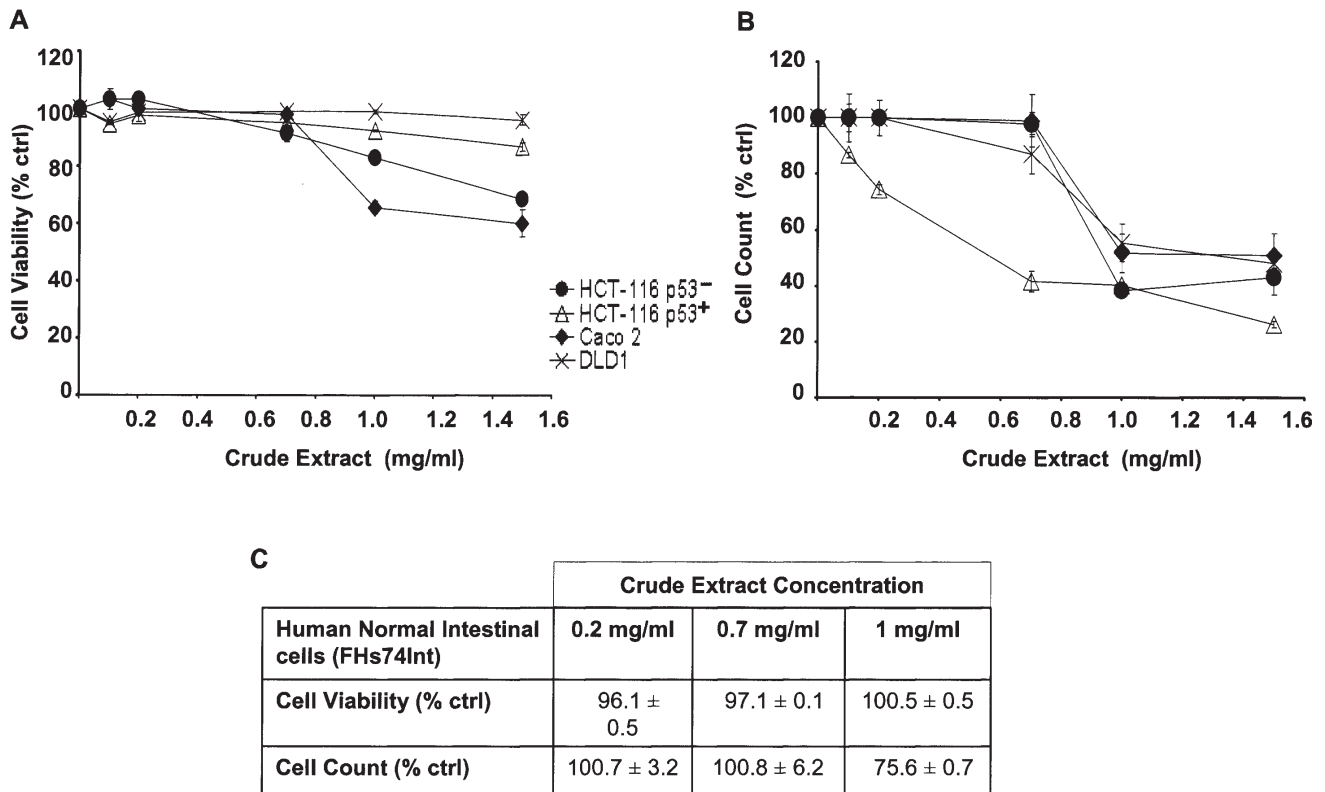 A
120
100
80
60
40
20
0
Cell Viability (% ctrl)
0.2 0.4 0.6 0.8 1.0 1.2 1.4 1.6
Crude Extract (mg/ml)
HCT-116 p53−
HCT-116 p53+
Caco 2
DLD1
B
120
100
80
60
40
20
0
Cell Count (% ctrl)
0.2 0.4 0.6 0.8 1.0 1.2 1.4 1.6
Crude Extract (mg/ml)
C
Crude Extract Concentration
Human Normal Intestinal
cells (FHs74Int)
0.2 mg/ml 0.7 mg/ml 1 mg/ml
Cell Viability (% ctrl)
96.1 ±
0.5
97.1 ± 0.1 100.5 ± 0.5
Cell Count (% ctrl) 100.7 ± 3.2 100.8 ± 6.2 75.6 ± 0.7